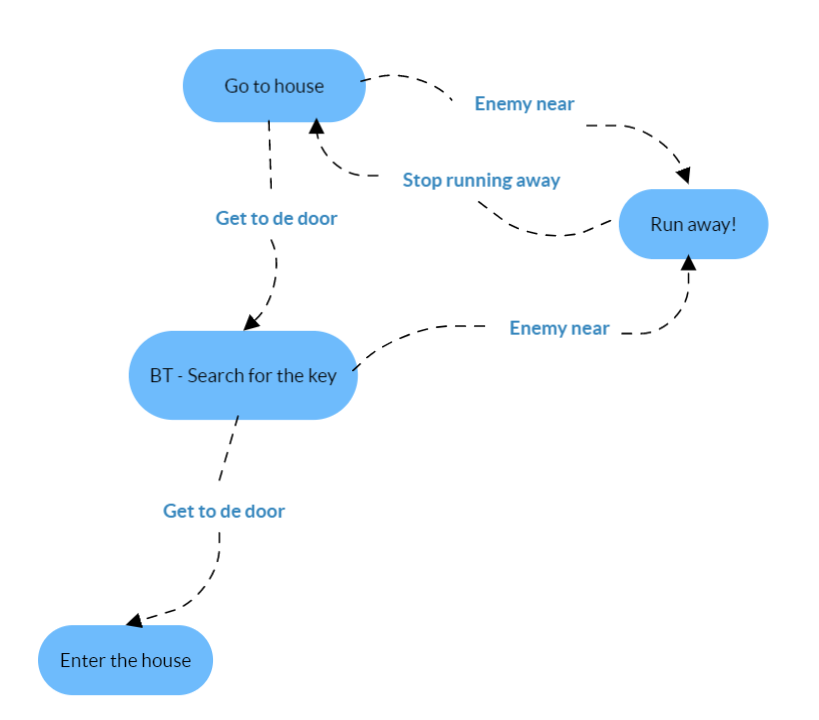 Go to house
Enemy near
Stop running away
Get to de door
Run away!
Enemy near
BT - Search for the key
Get to de door
Enter the house